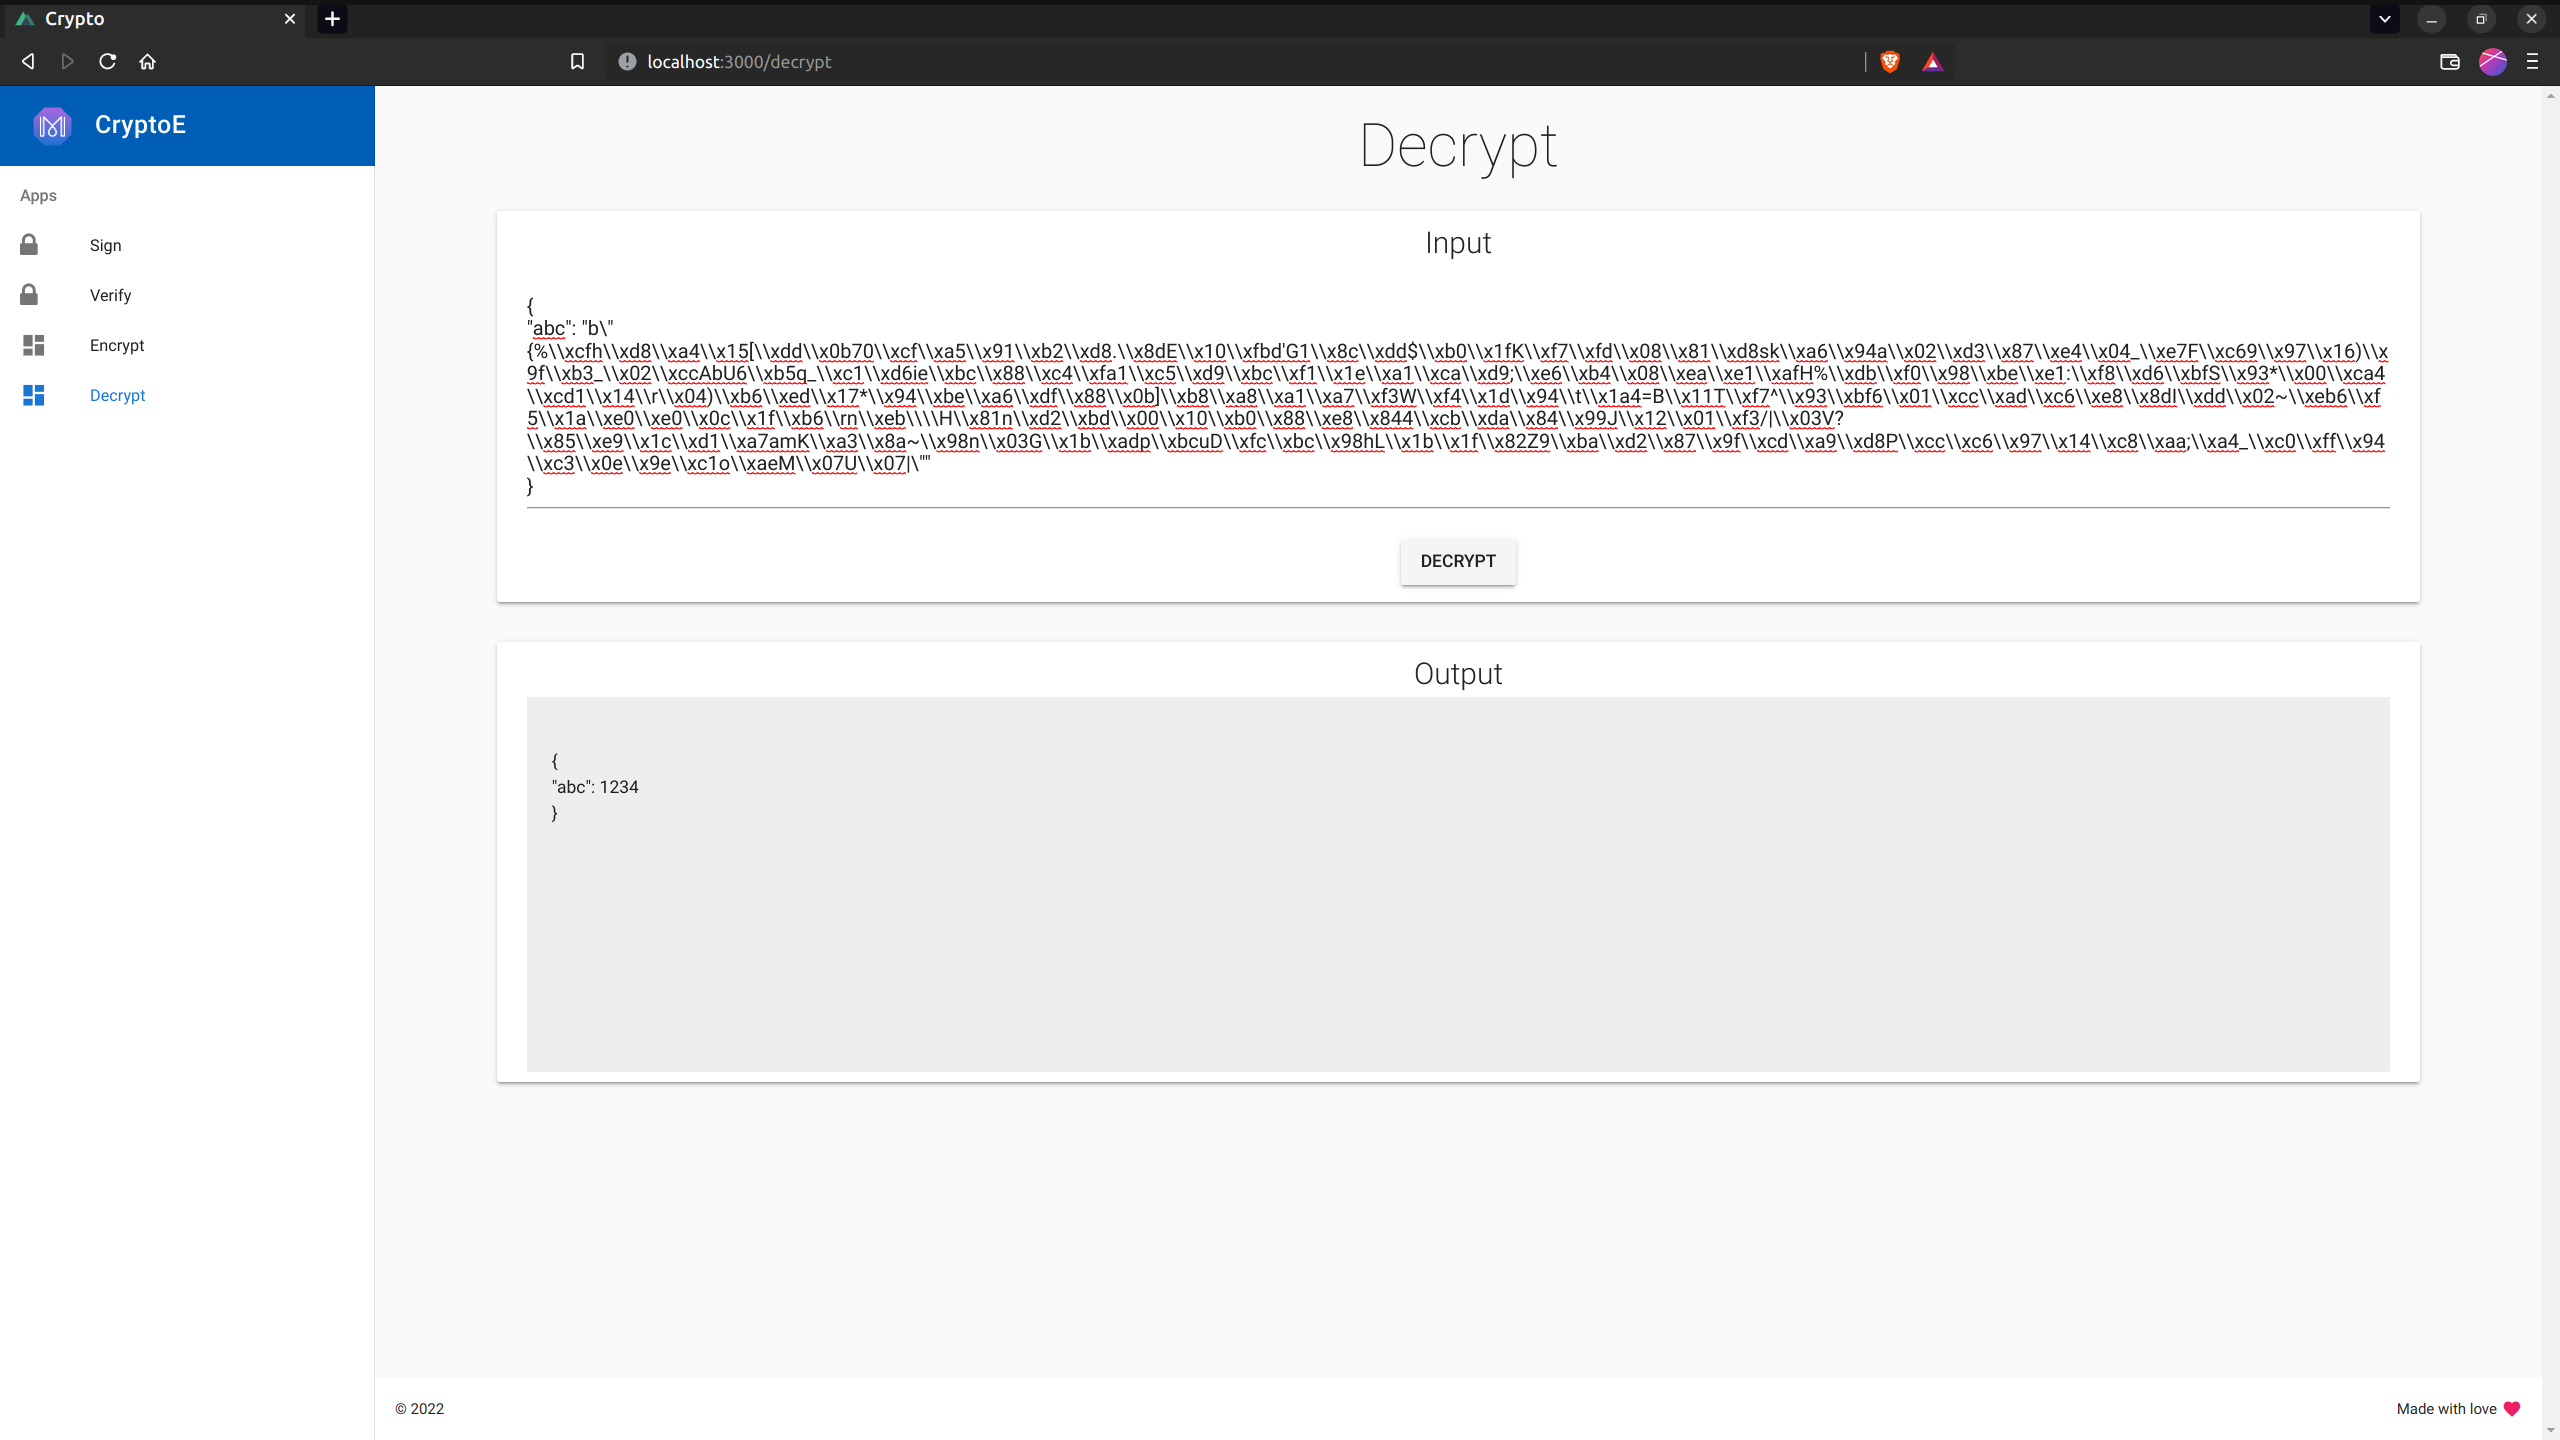 Crypto
localhost:3000/decrypt
CryptoE
Apps
Sign
Verify
Encrypt
Decrypt
Decrypt
Input
{
"abc": "b\"
{%\\xcfh\\xd8\\xa4\\x15[\\xdd\\x0b70\\xcf\\xa5\\x91\\xb2\\xd8.\\x8dE\\x10\\xfbd'G1\\x8c\\xdd$\\xb0\\x1fK\\xf7\\xfd\\x08\\x81\\xd8sk\\xa6\\x94a\\x02\\xd3\\x87\\xe4\\x04_\\xe7F\\xc69\\x97\\x16)\\x
9f\\xb3_\\x02\\xccAbU6\\xb5q_\\xc1\\xd6ie\\xbc\\x88\\xc4\\xfa1\\xc5\\xd9\\xbc\\xf1\\x1e\\xa1\\xca\\xd9;\\xe6\\xb4\\x08\\xea\\xe1\\xafH%\\xdb\\xf0\\x98\\xbe\\xe1:\\xf8\\xd6\\xbfS\\x93*\\x00\\xca4
\\xcd1\\x14\\r\\x04)\\xb6\\xed\\x17*\\x94\\xbe\\xa6\\xdf\\x88\\x0b]\\xb8\\xa8\\xa1\\xa7\\xf3W\\xf4\\x1d\\x94\\t\\x1a4=B\\x11T\\xf7^\\x93\\xbf6\\x01\\xcc\\xad\\xc6\\xe8\\x8dI\\xdd\\x02~\\xeb6\\xf
5\\x1a\\xe0\\xe0\\x0c\\x1f\\xb6\\rn\\xeb\\\\H\\x81n\\xd2\\xbd\\x00\\x10\\xb0\\x88\\xe8\\x844\\xcb\\xda\\x84\\x99J\\x12\\x01\\xf3/|\\x03V?
\\x85\\xe9\\x1c\\xd1\\xa7amK\\xa3\\x8a~\\x98n\\x03G\\x1b\\xadp\\xbcuD\\xfc\\xbc\\x98hL\\x1b\\x1f\\x82Z9\\xba\\xd2\\x87\\x9f\\xcd\\xa9\\xd8P\\xcc\\xc6\\x97\\x14\\xc8\\xaa;\\xa4_\\xc0\\xff\\x94
\\xc3\\x0e\\x9e\\xc1o\\xaeM\\x07U\\x07|\""
}
DECRYPT
Output
{
"abc": 1234
}
© 2022
Made with love